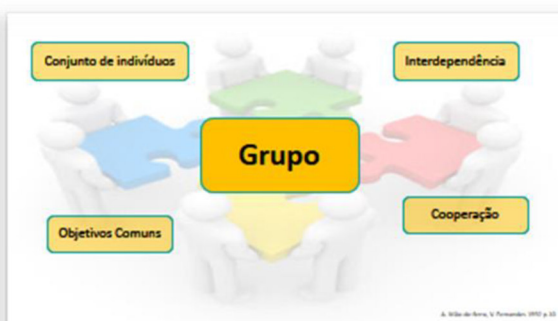 Conjunto de indivíduos
Interdependência
Grupo
Objetivos Comuns
Cooperação